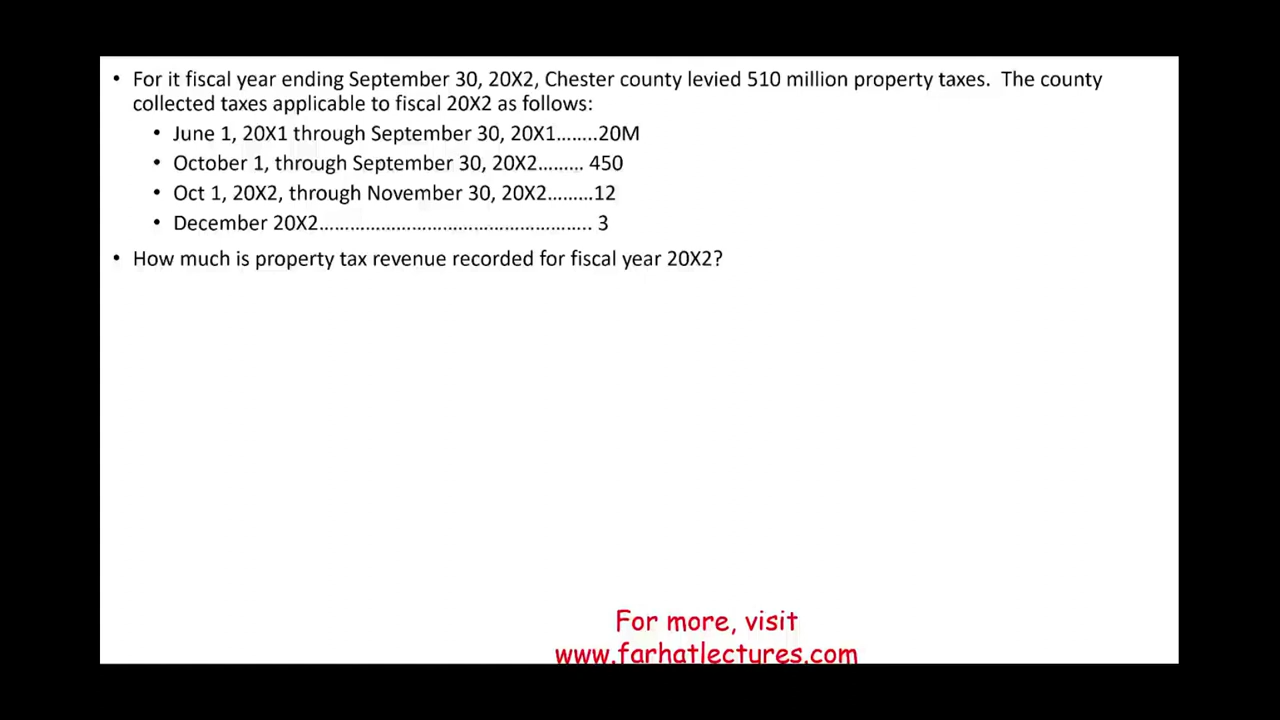 • For it fiscal year ending September 30, 20X2, Chester county levied 510 million property taxes. The county
collected taxes applicable to fiscal 20X2 as follows:
• June 1, 20X1 through September 30, 20X1........20M
• October 1, through September 30, 20X2......... 450
• Oct 1, 20X2, through November 30, 20X2.........12
• December 20X2.................................................. 3
• How much is property tax revenue recorded for fiscal year 20X2?
For more, visit
www.farhatlectures.com